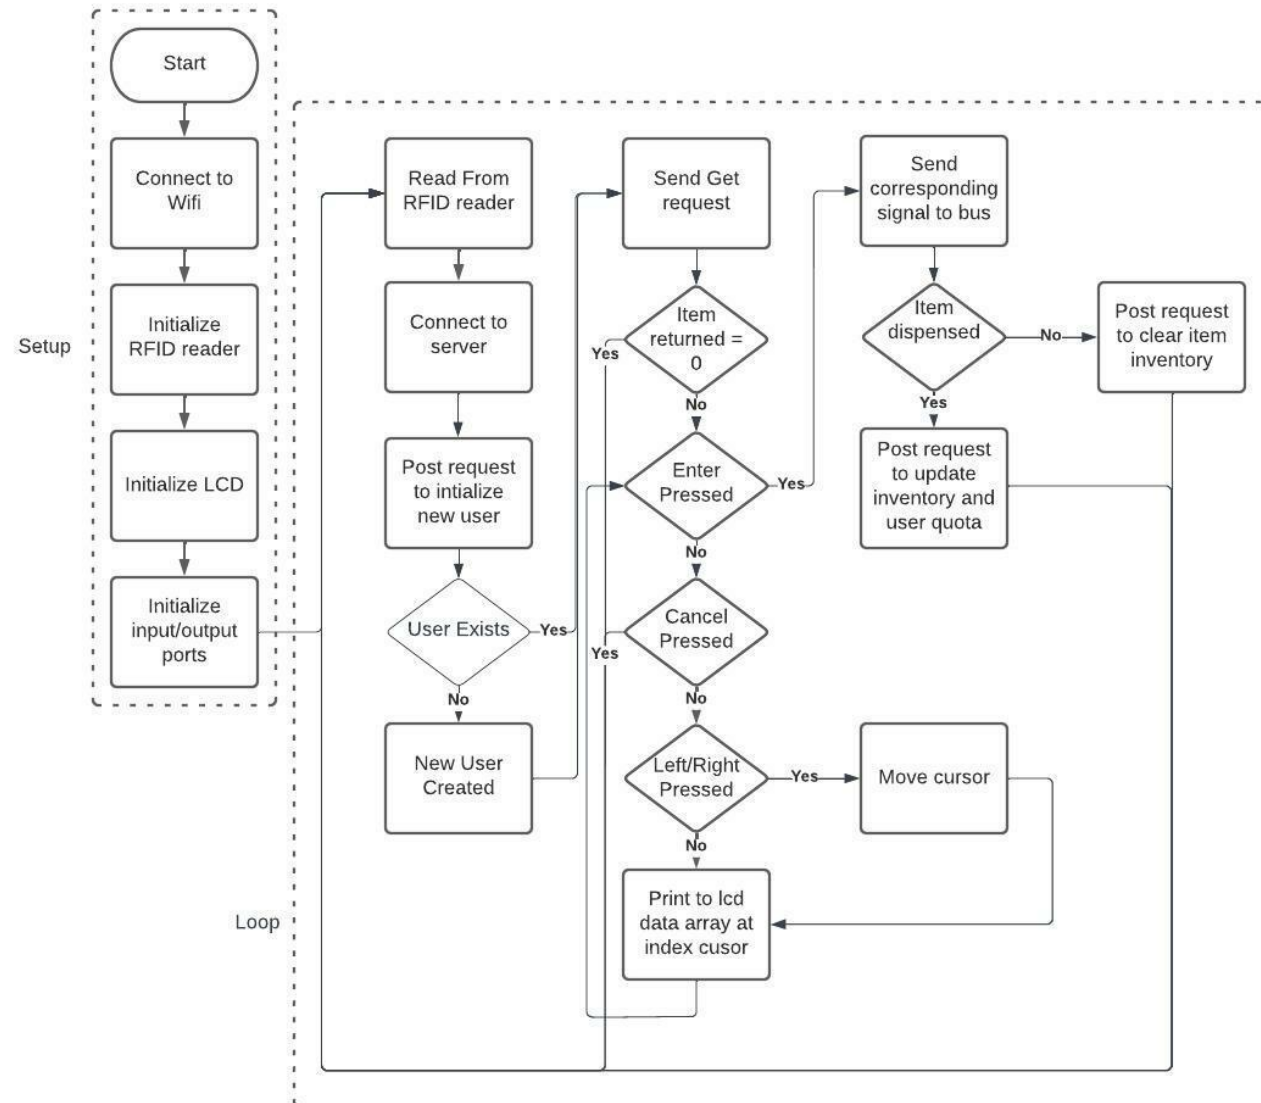 Start
Connect to
Wifi
Initialize
RFID reader
Setup
Initialize LCD
Initialize
input/output
ports
Read From
RFID reader
Connect to
server
Post request
to intialize
new user
User Exists
Yes
No
New User
Created
Send Get
request
Item
returned =
0
Yes
No
Enter
Pressed
Yes
No
Cancel
Pressed
Yes
No
Left/Right
Pressed
Yes
No
Move cursor
Print to lcd
data array at
index cusor
Send
corresponding
signal to bus
Item
dispensed
No
Yes
Post request
to clear item
inventory
Post request
to update
inventory and
user quota
Loop